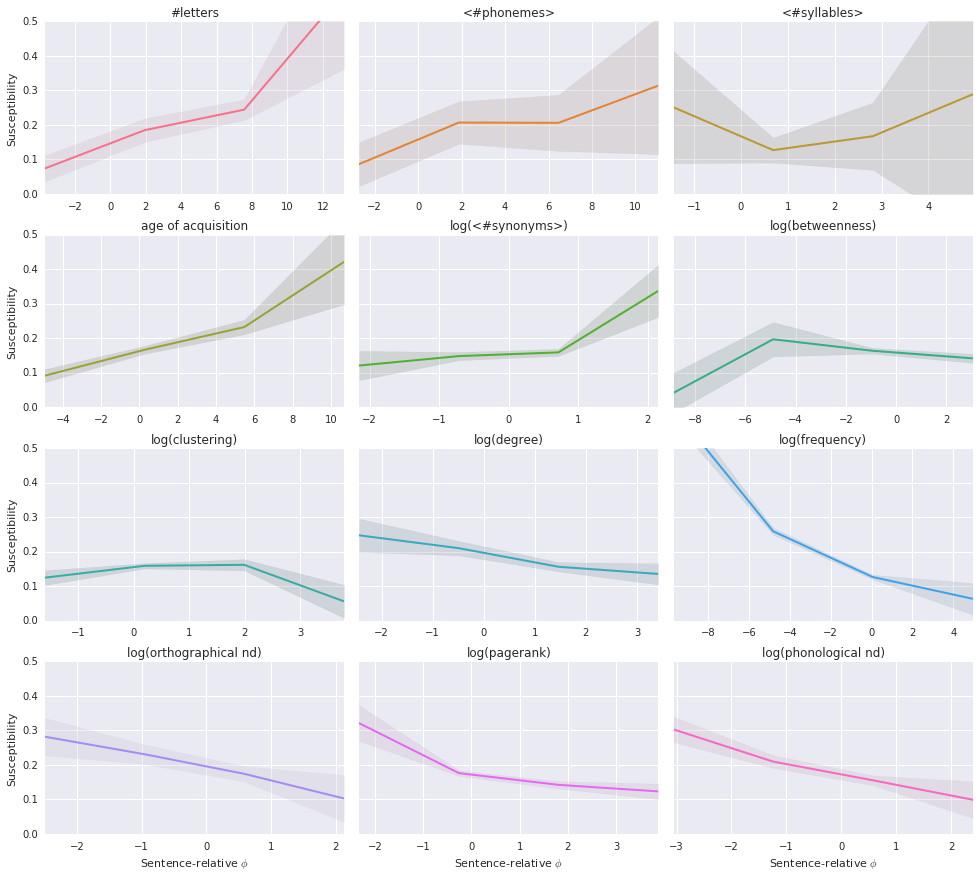 #letters <#phonemes> <#syllables>
0.5
0.4
0.3
0.2
0.1
0.0
Susceptibility
−2 0 2 4 6 8 10 12 −2 0 2 4 6 8 10 −1 0 1 2 3 4
age of acquisition log(<#synonyms>) log(betweenness)
0.5
0.4
0.3
0.2
0.1
0.0
Susceptibility
−4 −2 0 2 4 6 8 10 −2 −1 0 1 2 −8 −6 −4 −2 0 2
log(clustering) log(degree) log(frequency)
0.5
0.4
0.3
0.2
0.1
0.0
Susceptibility
−1 0 1 2 3 −2 −1 0 1 2 3 −8 −6 −4 −2 0 2 4
log(orthographical nd) log(pagerank) log(phonological nd)
0.5
0.4
0.3
0.2
0.1
0.0
Susceptibility
−2 −1 0 1 2 −2 −1 0 1 2 3 −3 −2 −1 0 1 2
Sentence-relative ϕ Sentence-relative ϕ Sentence-relative ϕ